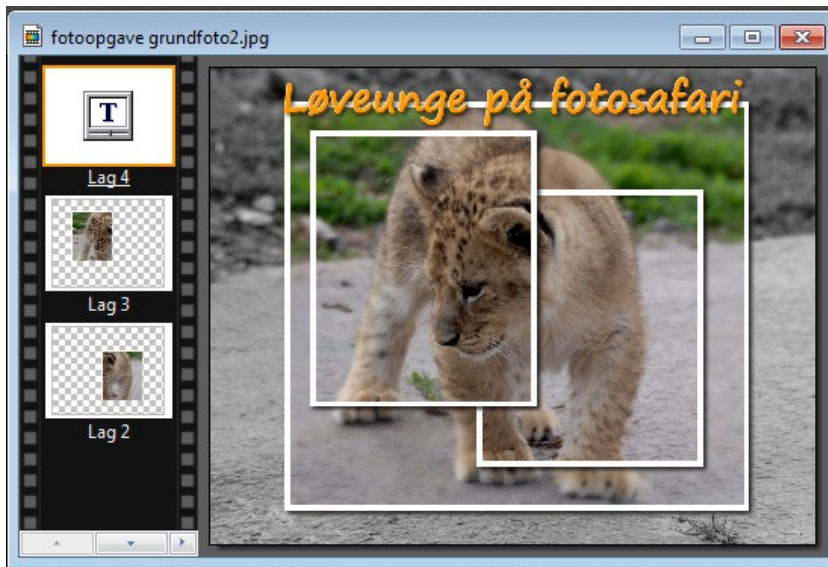 fotoopgave grundfoto2.jpg
T
Lag 4
Lag 3
Lag 2
Løveunge på fotosafari